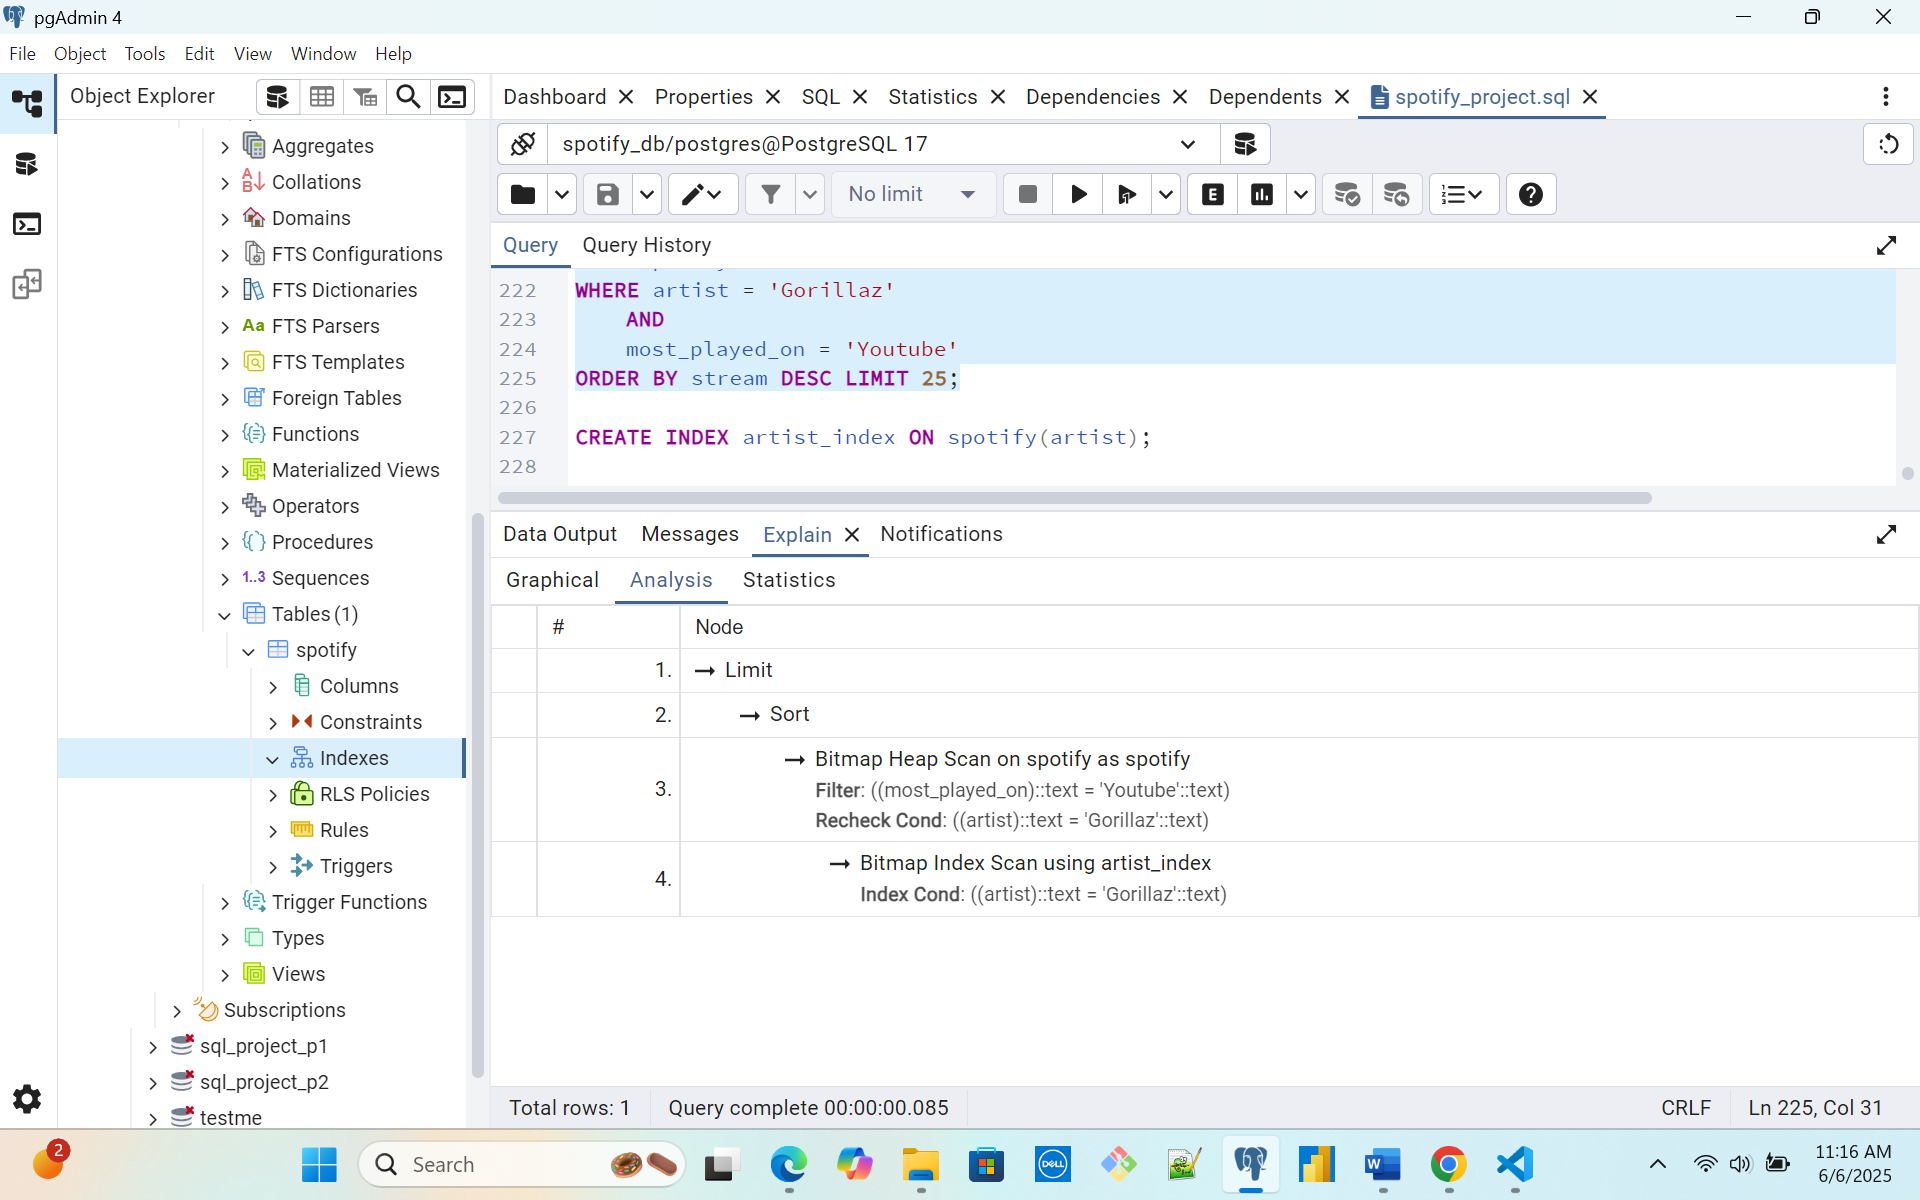 pgAdmin 4
File Object Tools Edit View Window Help
Object Explorer
Dashboard Properties SQL Statistics Dependencies Dependents spotify_project.sql
spotify_db/postgres@PostgreSQL 17
No limit
E
Query Query History
222 WHERE artist = 'Gorillaz'
223 AND
224 most_played_on = 'Youtube'
225 ORDER BY stream DESC LIMIT 25;
226
227 CREATE INDEX artist_index ON spotify(artist);
228
Aggregates
Collations
Domains
FTS Configurations
FTS Dictionaries
Aa FTS Parsers
FTS Templates
Foreign Tables
Functions
Materialized Views
Operators
Procedures
1..3 Sequences
Tables (1)
spotify
Columns
Constraints
Indexes
RLS Policies
Rules
Triggers
Trigger Functions
Types
Views
Subscriptions
sql_project_p1
sql_project_p2
testme
Data Output Messages Explain Notifications
Graphical Analysis Statistics
# Node
1. → Limit
2. → Sort
3. → Bitmap Heap Scan on spotify as spotify
Filter: ((most_played_on)::text = 'Youtube'::text)
Recheck Cond: ((artist)::text = 'Gorillaz'::text)
4. → Bitmap Index Scan using artist_index
Index Cond: ((artist)::text = 'Gorillaz'::text)
Total rows: 1 Query complete 00:00:00.085 CRLF Ln 225, Col 31
2
Search
DELL
W
11:16 AM
6/6/2025